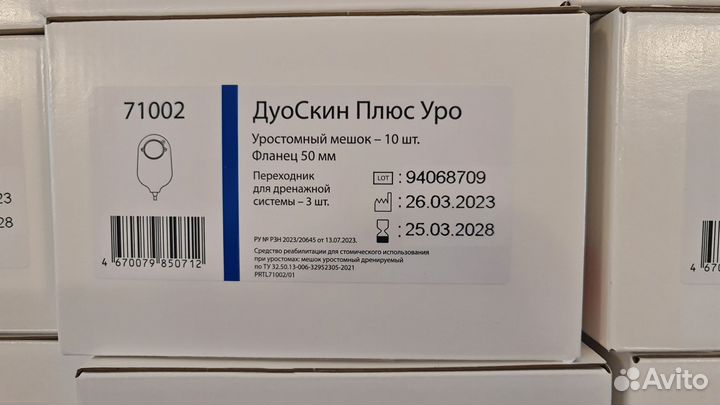 71002
ДуоСкин Плюс Уро
Уростомный мешок – 10 шт.
Фланец 50 мм
Переходник
для дренажной
системы – 3 шт.
LOT : 94068709
: 26.03.2023
: 25.03.2028
РУ № РЗН 2023/20645 от 13.07.2023.
Средство реабилитации для стомического использования
при уростомах: мешок уростомный дренируемый
по ТУ 32.50.13-006-32952305-2021
PRTL71002/01
4 670079 850712
23
28
Avito